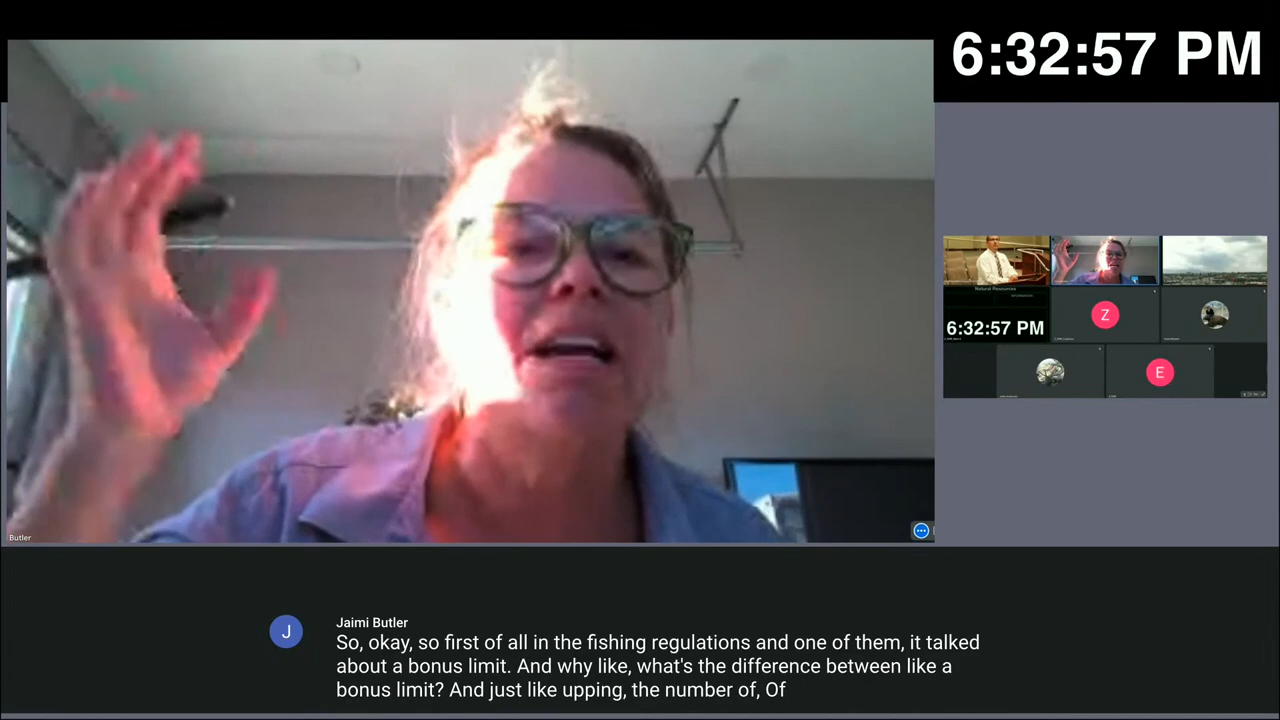 6:32:57 PM
Natural Resources
6:32:57 PM
Z
E
Butler
J
Jaimi Butler
So, okay, so first of all in the fishing regulations and one of them, it talked
about a bonus limit. And why like, what's the difference between like a
bonus limit? And just like upping, the number of, Of